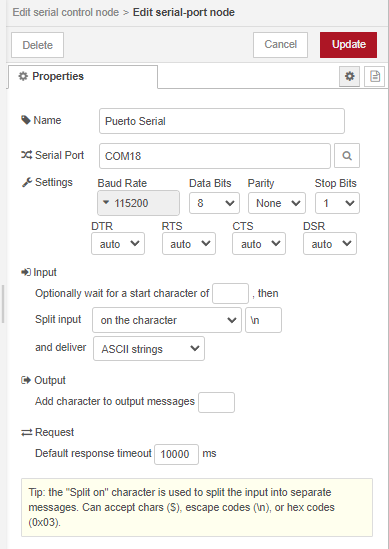 Edit serial control node > Edit serial-port node
Delete Cancel Update
Properties
Name Puerto Serial
Serial Port COM18
Settings Baud Rate Data Bits Parity Stop Bits
115200 8 None 1
DTR RTS CTS DSR
auto auto auto auto
Input
Optionally wait for a start character of , then
Split input on the character \n
and deliver ASCII strings
Output
Add character to output messages
Request
Default response timeout 10000 ms
Tip: the "Split on" character is used to split the input into separate
messages. Can accept chars ($), escape codes (\n), or hex codes
(0x03).